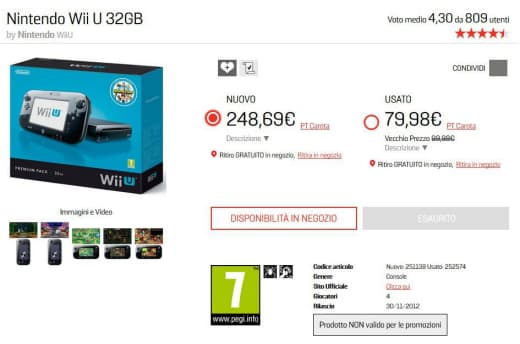 Nintendo Wii U 32GB
by Nintendo WiiU
Voto medio 4,30 da 809 utenti
CONDIVIDI
NUOVO
248,69€ PT Carota
Descrizione ▼
Ritiro GRATUITO in negozio, Ritira in negozio
USATO
79,98€ PT Carota
Vecchio Prezzo 99,98€
Descrizione ▼
Ritiro GRATUITO in negozio, Ritira in negozio
Wii U
PREMIUM PACK
Wii U
Immagini e Video
DISPONIBILITÀ IN NEGOZIO
ESAURITO
7
www.pegi.info
Codice articolo Nuovo 251139 Usato 252574
Genere Console
Sito Ufficiale Clicca qui
Giocatori 4
Rilascio 30/11/2012
Prodotto NON valido per le promozioni